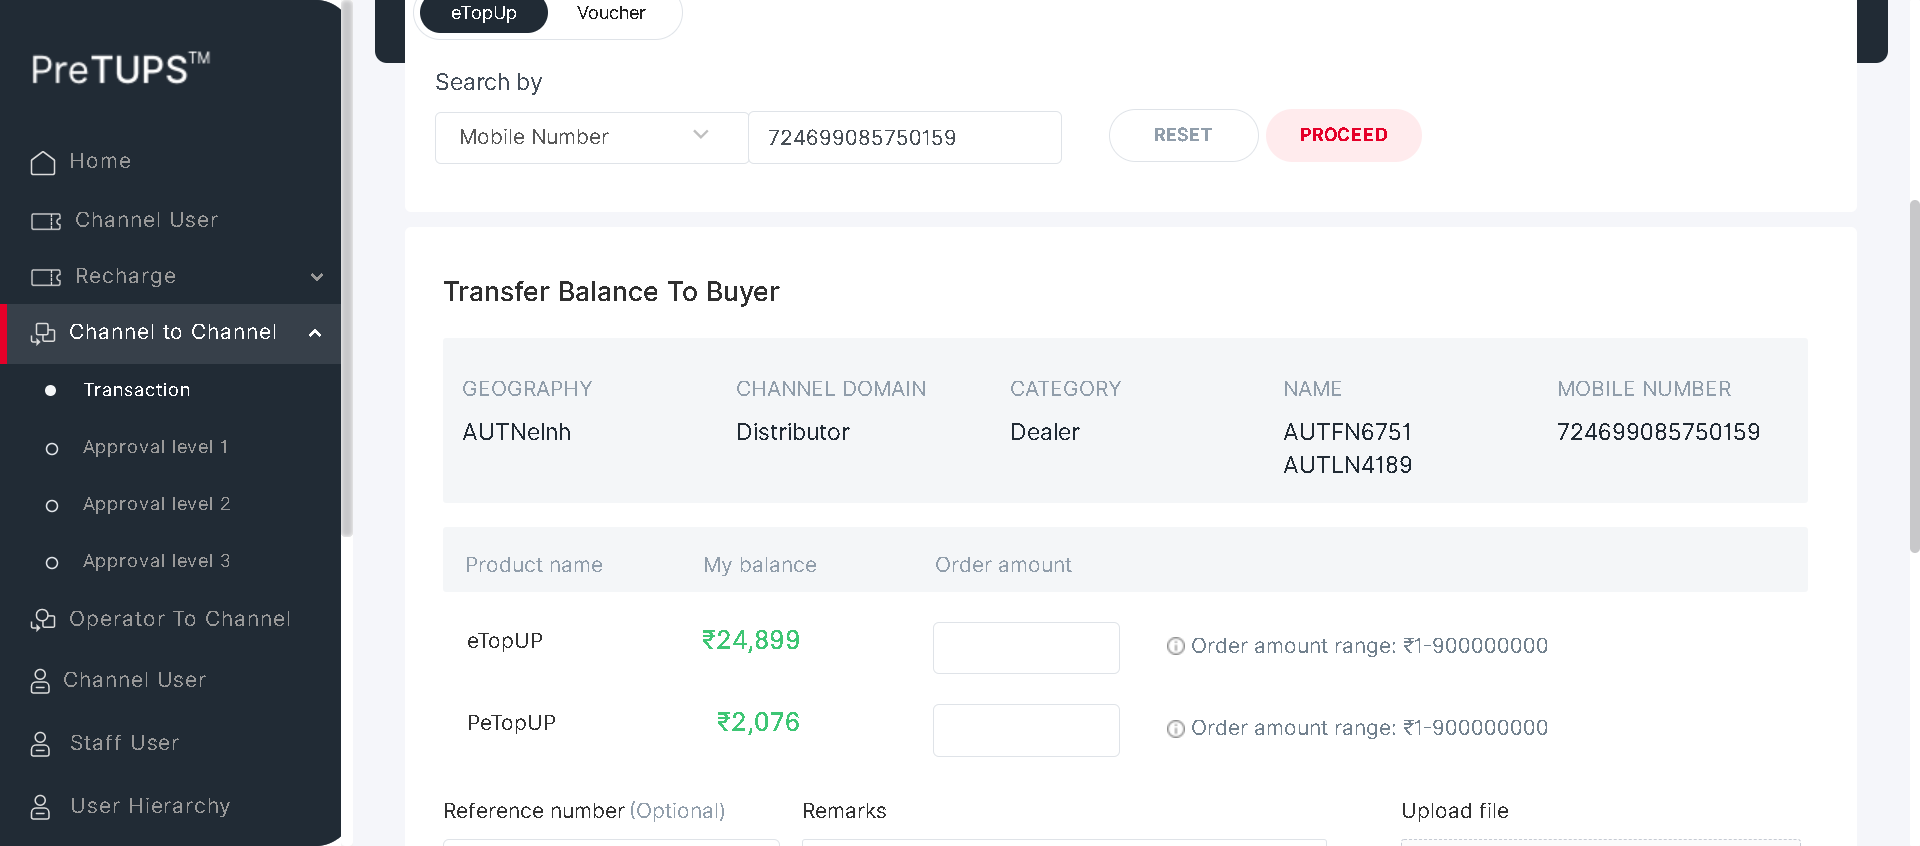 PreTUPS™
Home
Channel User
Recharge
Channel to Channel
Transaction
Approval level 1
Approval level 2
Approval level 3
Operator To Channel
Channel User
Staff User
User Hierarchy
eTopUp Voucher
Search by
Mobile Number 724699085750159 RESET PROCEED
Transfer Balance To Buyer
GEOGRAPHY CHANNEL DOMAIN CATEGORY NAME MOBILE NUMBER
AUTNelnh Distributor Dealer AUTFN6751 724699085750159
AUTLN4189
Product name My balance Order amount
eTopUP ₹24,899 Order amount range: ₹1-900000000
PeTopUP ₹2,076 Order amount range: ₹1-900000000
Reference number (Optional) Remarks Upload file